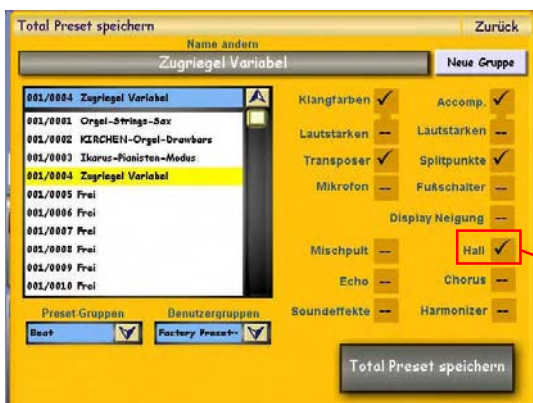 Total Preset speichern Zurück
Name ändern
Zugriegel Variabel Neue Gruppe
001/0004 Zugriegel Variabel
001/0001 Orgel-Strings-Sax
001/0002 KIRCHEN-Orgel-Drawbars
001/0003 Ikarus-Pianisten-Modus
001/0004 Zugriegel Variabel
001/0005 Frei
001/0006 Frei
001/0007 Frei
001/0008 Frei
001/0009 Frei
001/0010 Frei
Preset-Gruppen Benutzergruppen
Beat Factory Preset--
Klangfarben ✓ Accomp. ✓
Lautstärken -- Lautstärken --
Transposer ✓ Splitpunkte ✓
Mikrofon -- Fußschalter --
Display Neigung --
Mischpult -- Hall ✓
Echo -- Chorus --
Soundeffekte -- Harmonizer --
Total Preset speichern